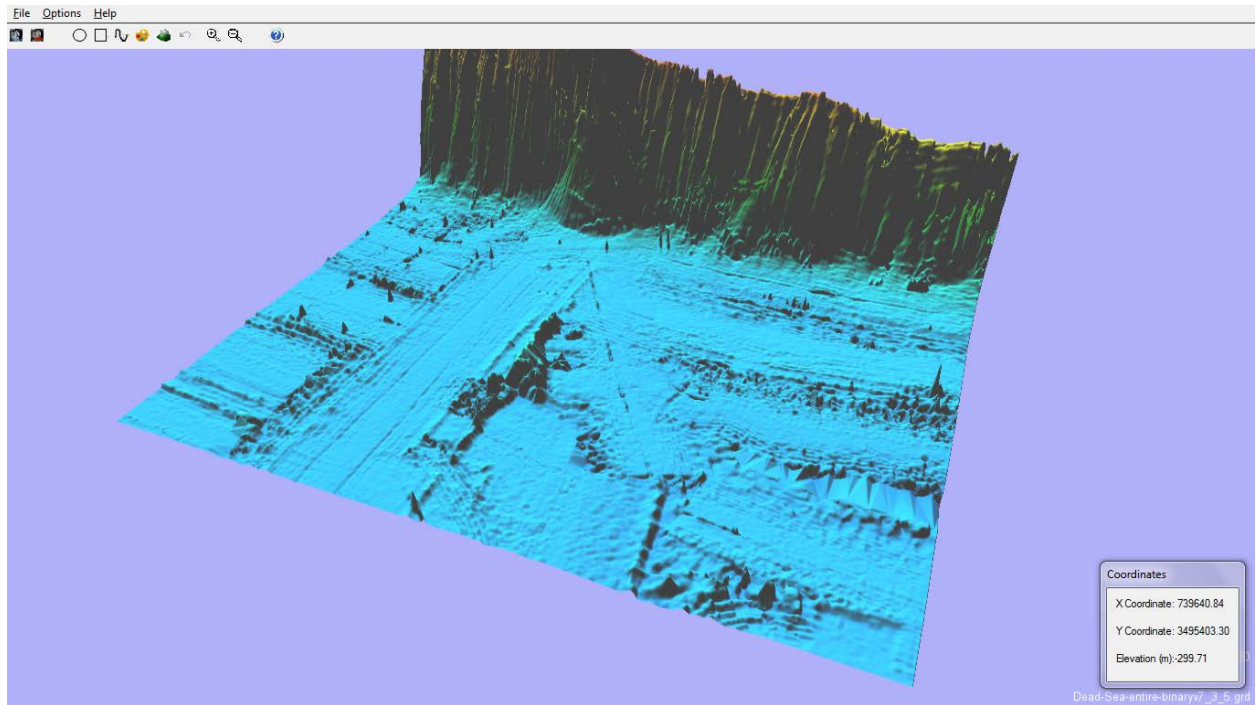 File Options Help
Coordinates
X Coordinate: 739640.84
Y Coordinate: 3495403.30
Elevation (m):-299.71
Dead-Sea-entire-binaryv7_3_5.grd